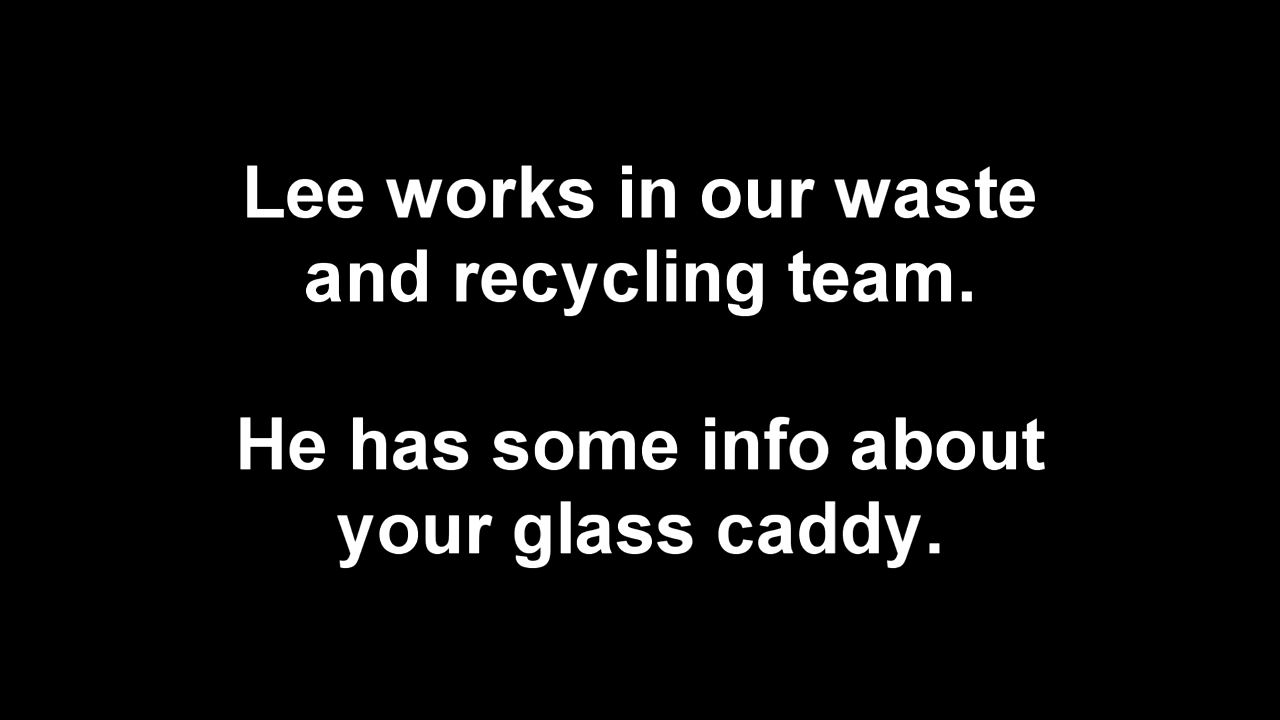 Lee works in our waste
and recycling team.
He has some info about
your glass caddy.